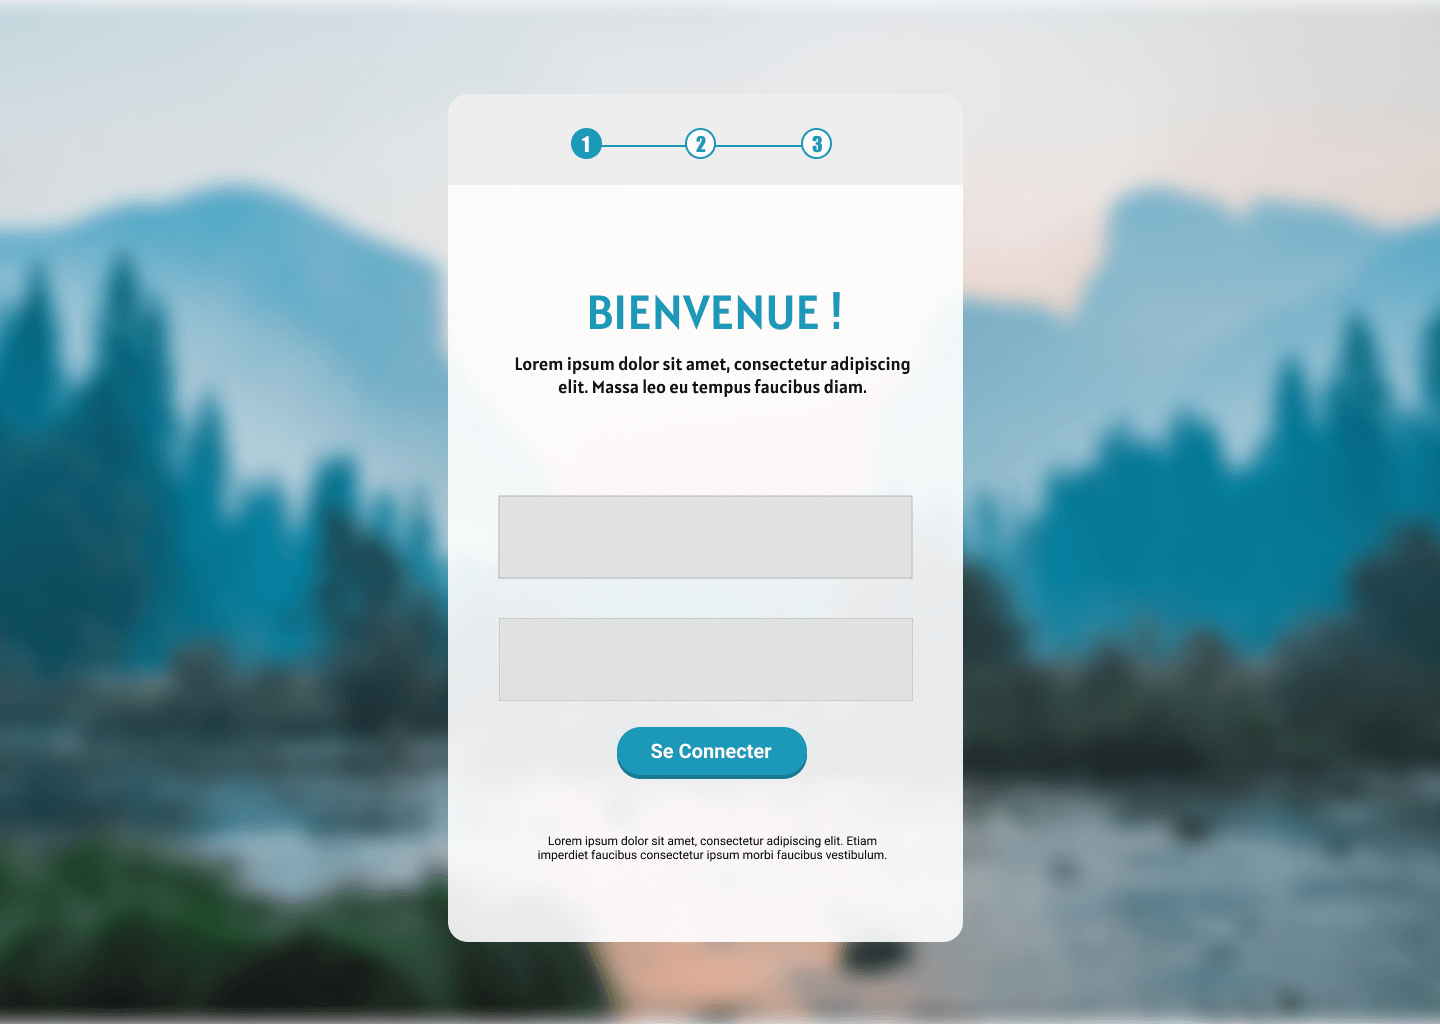 1 2 3
BIENVENUE !
Lorem ipsum dolor sit amet, consectetur adipiscing
elit. Massa leo eu tempus faucibus diam.
Se Connecter
Lorem ipsum dolor sit amet, consectetur adipiscing elit. Etiam
imperdiet faucibus consectetur ipsum morbi faucibus vestibulum.